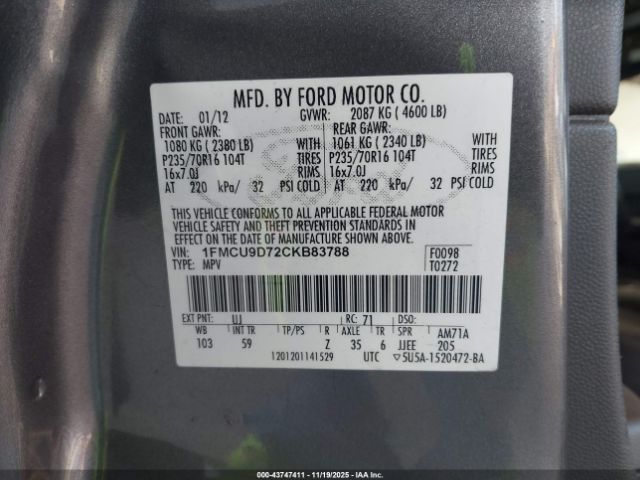 MFD. BY FORD MOTOR CO.
DATE: 01/12 GVWR: 2087 KG ( 4600 LB)
FRONT GAWR: REAR GAWR:
1080 KG ( 2380 LB) WITH 1061 KG ( 2340 LB) WITH
P235/70R16 104T TIRES P235/70R16 104T TIRES
16x7.0J RIMS 16x7.0J RIMS
AT 220 kPa/ 32 PSI COLD AT 220 kPa/ 32 PSI COLD
THIS VEHICLE CONFORMS TO ALL APPLICABLE FEDERAL MOTOR
VEHICLE SAFETY AND THEFT PREVENTION STANDARDS IN
EFFECT ON THE DATE OF MANUFACTURE SHOWN ABOVE.
VIN: 1FMCU9D72CKB83788 F0098
TYPE: MPV T0272
EXT PNT: UJ RC: 71 DSO:
WB INT TR TP/PS R AXLE TR SPR AM71A
103 59 Z 35 6 JJEE 205
1201201141529 UTC 5U5A-1520472-BA
000-43747411 - 11/19/2025 - IAAI.COM